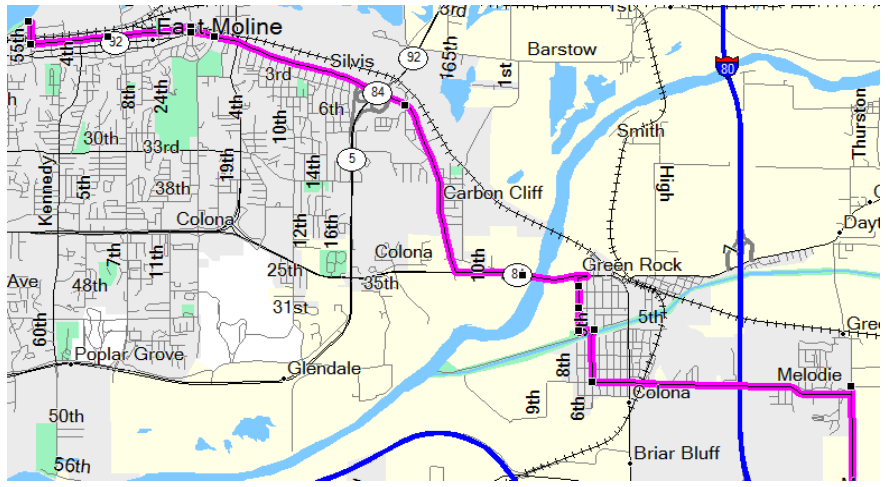 3rd
1st
55th
East Moline
92
4th
Silvis
92
165th
Barstow
80
3rd
1st
8th
24th
4th
10th
6th
84
Smith
Thurston
30th
33rd
19th
5
Kennedy
5th
38th
14th
Carbon Cliff
High
Colona
12th
16th
7th
11th
Colona
10th
Green Rock
7
Ave
48th
25th
35th
31st
5th
60th
Poplar Grove
Glendale
8th
Melodie
9th
6th
Colona
50th
56th
Briar Bluff